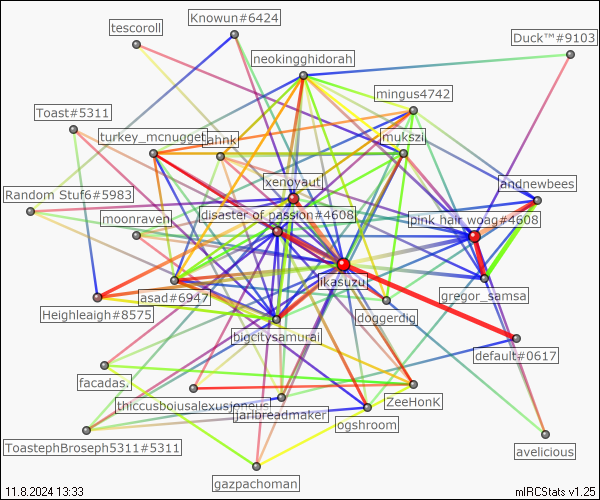 Knowun#6424
tescoroll
Duck™#9103
neokingghidorah
mingus4742
Toast#5311
turkey_mcnugget
ahnk
mukszi
xenoyaut
andnewbees
Random Stuf6#5983
moonraven
disaster of passion#4608
pink hair woag#4608
ikasuzu
asad#6947
gregor_samsa
Heighleaigh#8575
doggerdig
bigcitysamurai
default#0617
facadas.
thiccusboiusalexusjoneus
ZeeHonK
jarlbreadmaker
ogshroom
ToastephBroseph5311#5311
avelicious
gazpachoman
11.8.2024 13:33
mIRCStats v1.25